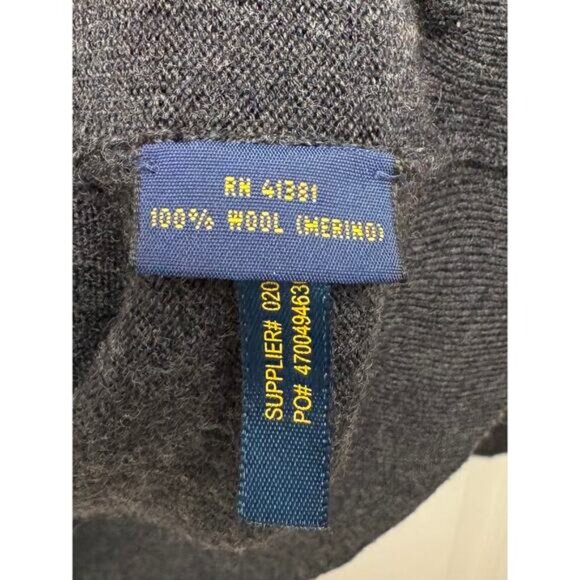 RN 41381
100% WOOL (MERINO)
SUPPLIER# 020
PO# 470049463